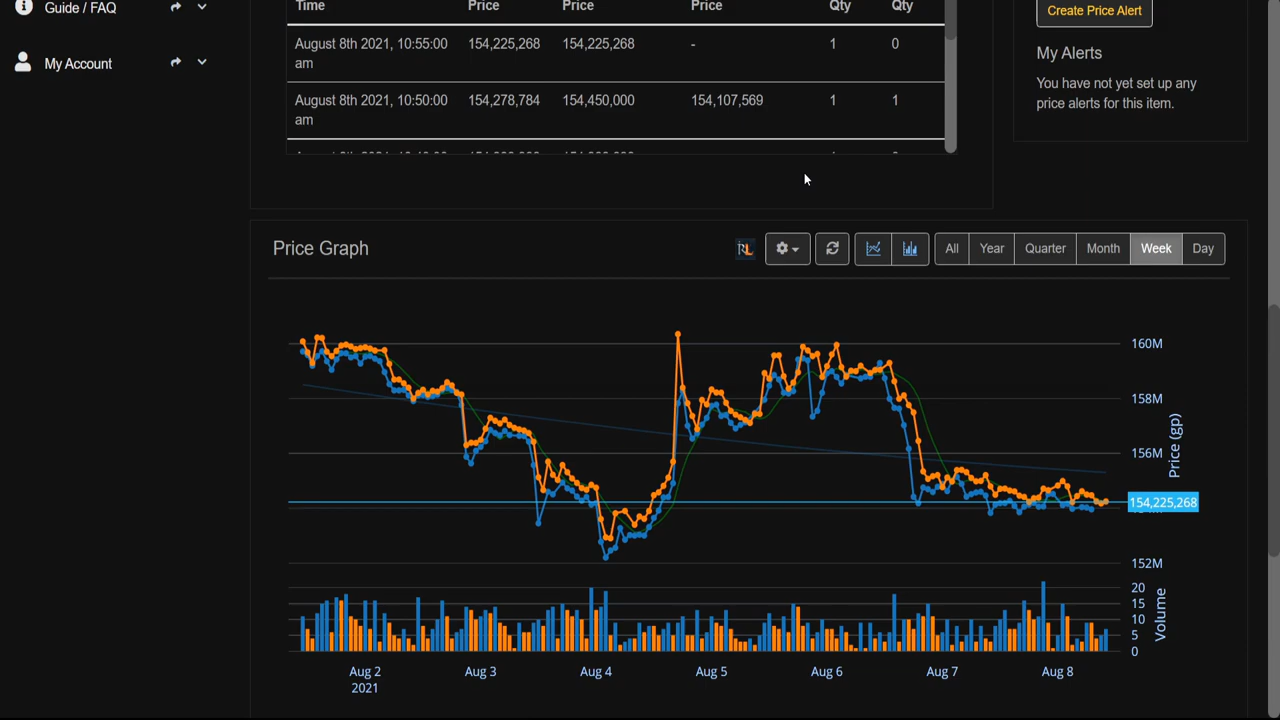 Guide / FAQ
My Account
Time Price Price Price Qty Qty
August 8th 2021, 10:55:00 am 154,225,268 154,225,268 - 1 0
August 8th 2021, 10:50:00 am 154,278,784 154,450,000 154,107,569 1 1
Create Price Alert
My Alerts
You have not yet set up any
price alerts for this item.
Price Graph
RL
All Year Quarter Month Week Day
160M
158M
156M
154,225,268
152M
Price (gp)
20
15
10
5
0
Volume
Aug 2 Aug 3 Aug 4 Aug 5 Aug 6 Aug 7 Aug 8
2021